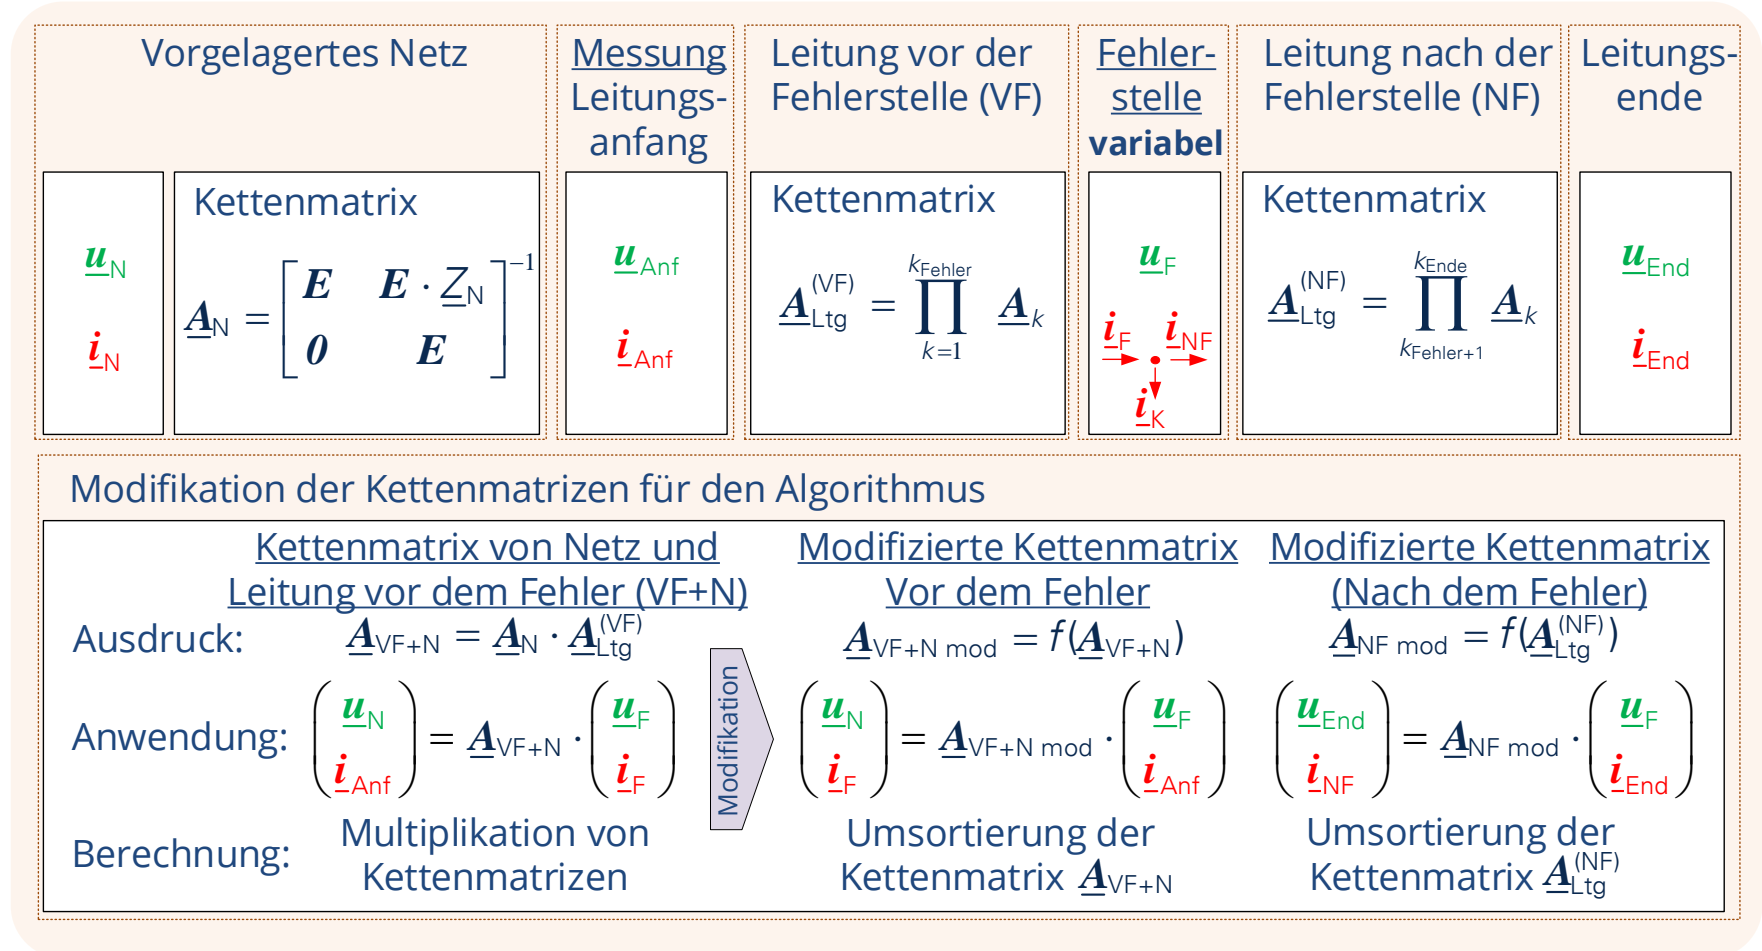 Vorgelagertes Netz
u_N
i_N
Kettenmatrix
A_N = [E E · Z_N; 0 E]^−1
Messung
Leitungs-
anfang
u_Anf
i_Anf
Leitung vor der
Fehlerstelle (VF)
Kettenmatrix
A_Ltg^(VF) = ∏_{k=1}^{k_Fehler} A_k
Fehler-
stelle
variabel
u_F
i_F i_NF
i_K
Leitung nach der
Fehlerstelle (NF)
Kettenmatrix
A_Ltg^(NF) = ∏_{k_Fehler+1}^{k_Ende} A_k
Leitungs-
ende
u_End
i_End
Modifikation der Kettenmatrizen für den Algorithmus
Kettenmatrix von Netz und
Leitung vor dem Fehler (VF+N)
Modifizierte Kettenmatrix
Vor dem Fehler
Modifizierte Kettenmatrix
(Nach dem Fehler)
Ausdruck: A_VF+N = A_N · A_Ltg^(VF) A_VF+N mod = f(A_VF+N) A_NF mod = f(A_Ltg^(NF))
Modifikation
Anwendung: (u_N; i_Anf) = A_VF+N · (u_F; i_F) (u_N; i_F) = A_VF+N mod · (u_F; i_Anf) (u_End; i_NF) = A_NF mod · (u_F; i_End)
Berechnung:
Multiplikation von
Kettenmatrizen
Umsortierung der
Kettenmatrix A_VF+N
Umsortierung der
Kettenmatrix A_Ltg^(NF)